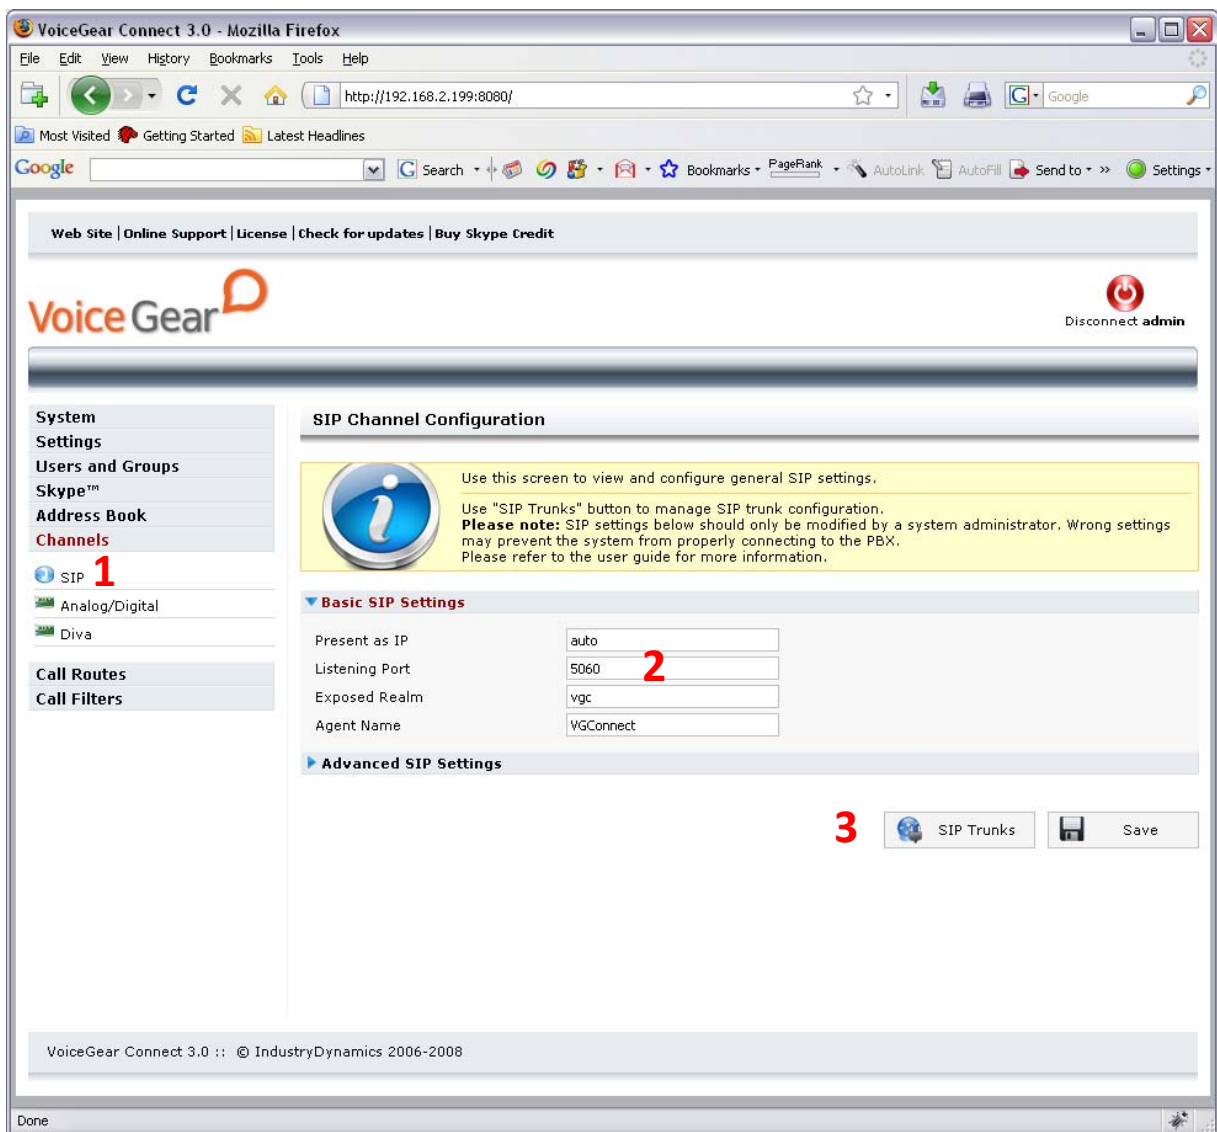 VoiceGear Connect 3.0 - Mozilla Firefox
File Edit View History Bookmarks Tools Help
http://192.168.2.199:8080/
G Google
Most Visited Getting Started Latest Headlines
Google G Search Bookmarks PageRank AutoLink AutoFill Send to » Settings
Web Site | Online Support | License | Check for updates | Buy Skype Credit
Voice Gear
Disconnect admin
System
Settings
Users and Groups
Skype™
Address Book
Channels
SIP 1
Analog/Digital
Diva
Call Routes
Call Filters
SIP Channel Configuration
i
Use this screen to view and configure general SIP settings.
Use "SIP Trunks" button to manage SIP trunk configuration.
Please note: SIP settings below should only be modified by a system administrator. Wrong settings
may prevent the system from properly connecting to the PBX.
Please refer to the user guide for more information.
Basic SIP Settings
Present as IP auto
Listening Port 5060 2
Exposed Realm vgc
Agent Name VGConnect
Advanced SIP Settings
3 SIP Trunks Save
VoiceGear Connect 3.0 :: © IndustryDynamics 2006-2008
Done